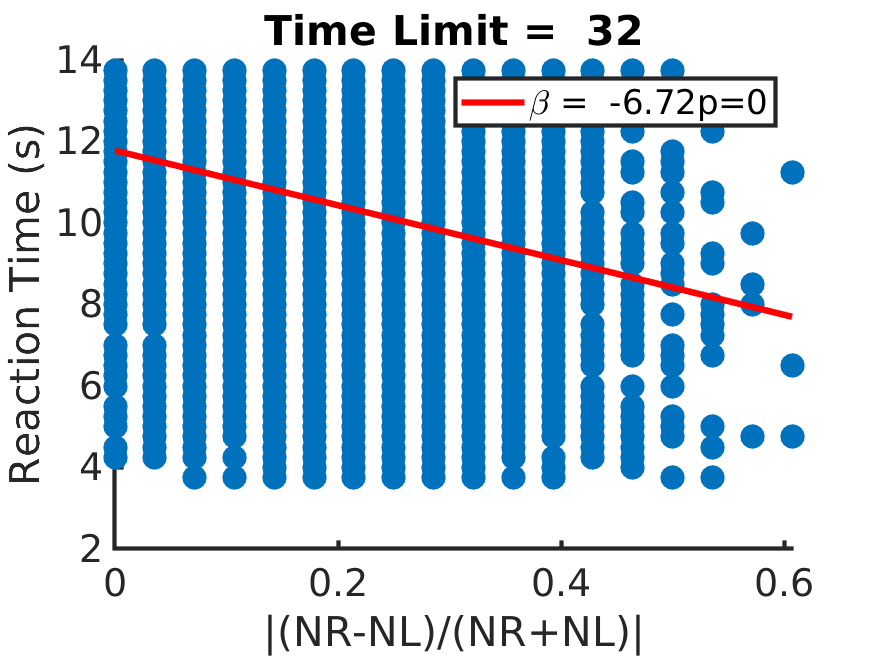 Time Limit =  32
β =  -6.72p=0
Reaction Time (s)
14
12
10
8
6
4
2
0
0.2
0.4
0.6
|(NR-NL)/(NR+NL)|